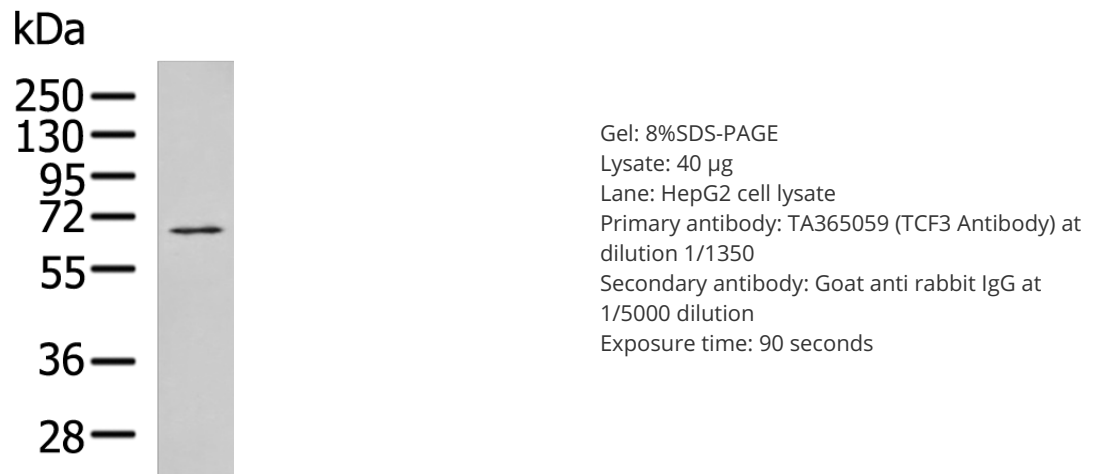 kDa
250
130
95
72
55
36
28
Gel: 8%SDS-PAGE
Lysate: 40 μg
Lane: HepG2 cell lysate
Primary antibody: TA365059 (TCF3 Antibody) at
dilution 1/1350
Secondary antibody: Goat anti rabbit IgG at
1/5000 dilution
Exposure time: 90 seconds